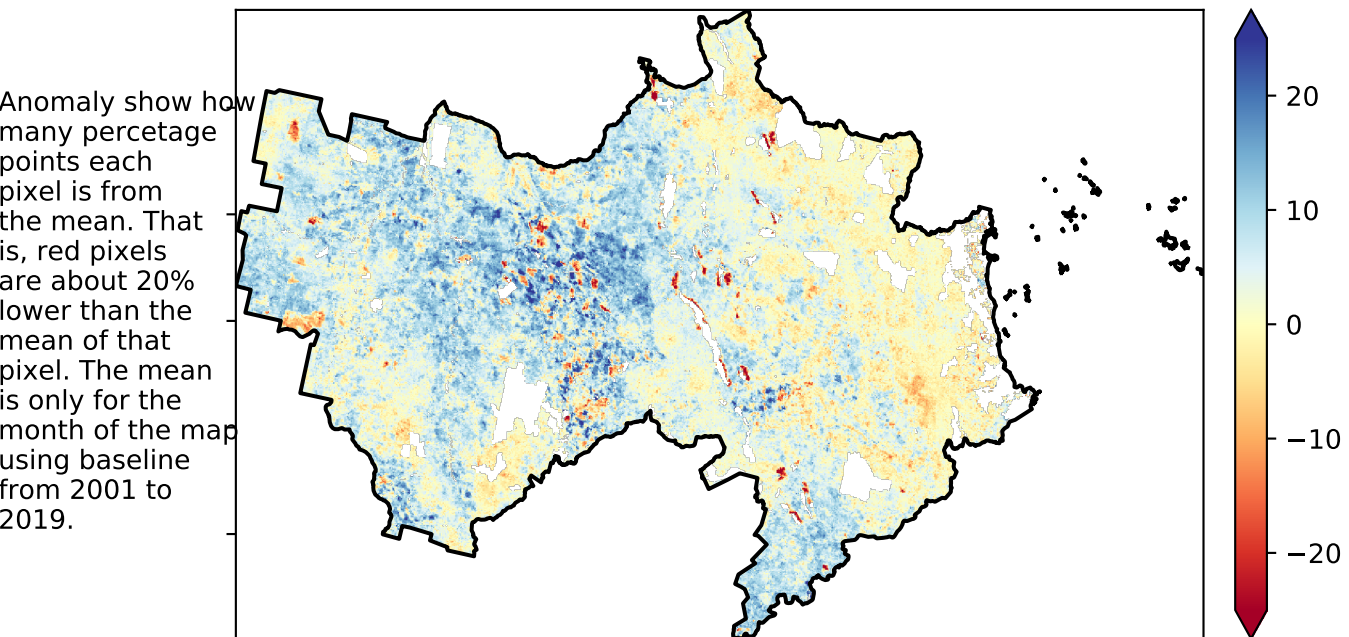 Anomaly show how
many percetage
points each
pixel is from
the mean. That
is, red pixels
are about 20%
lower than the
mean of that
pixel. The mean
is only for the
month of the map
using baseline
from 2001 to
2019.
20
10
0
−10
−20